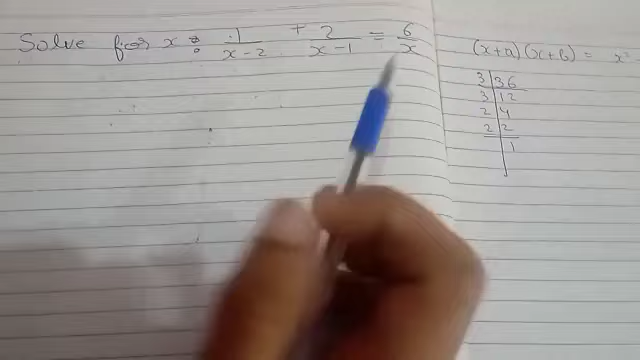 Solve for x : 1/(x-2) + 2/(x-1) = 6/x
(x+a)(x+b) = x²
3 | 36
3 | 12
2 | 4
2 | 2
| 1